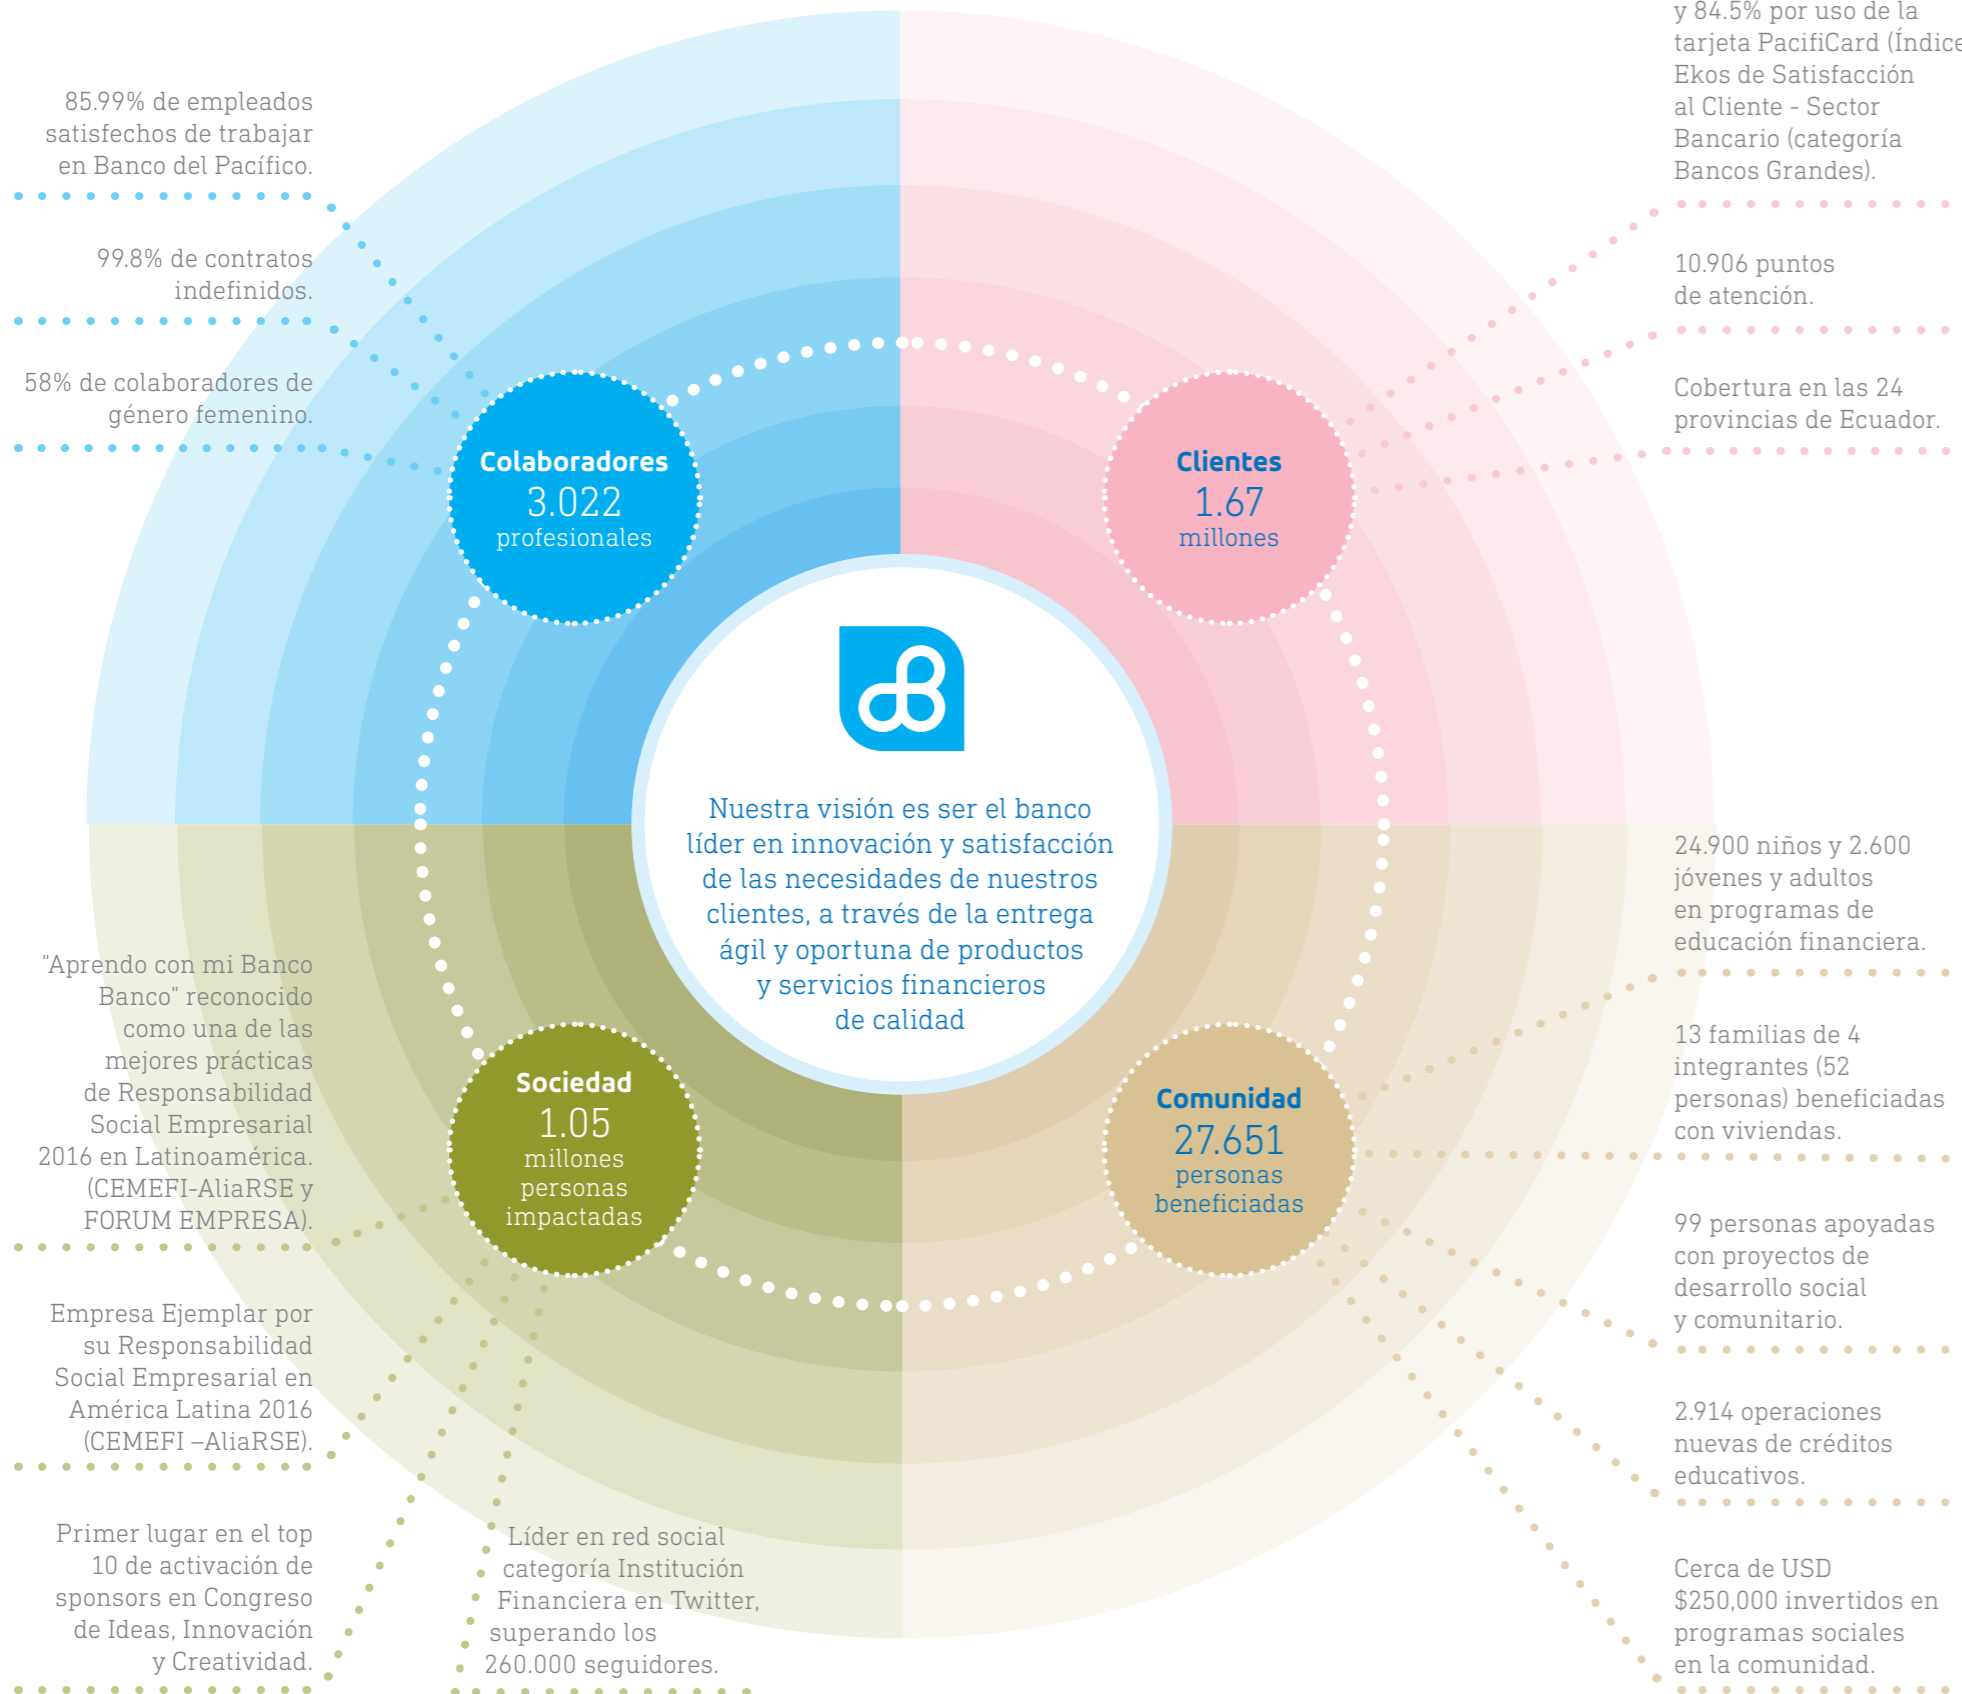 85.99% de empleados
satisfechos de trabajar
en Banco del Pacífico.
99.8% de contratos
indefinidos.
58% de colaboradores de
género femenino.
Colaboradores
3.022
profesionales
y 84.5% por uso de la
tarjeta PacifiCard (Índice
Ekos de Satisfacción
al Cliente - Sector
Bancario (categoría
Bancos Grandes).
10.906 puntos
de atención.
Cobertura en las 24
provincias de Ecuador.
Clientes
1.67
millones
Nuestra visión es ser el banco
líder en innovación y satisfacción
de las necesidades de nuestros
clientes, a través de la entrega
ágil y oportuna de productos
y servicios financieros
de calidad
"Aprendo con mi Banco
Banco" reconocido
como una de las
mejores prácticas
de Responsabilidad
Social Empresarial
2016 en Latinoamérica.
(CEMEFI-AliaRSE y
FORUM EMPRESA).
Empresa Ejemplar por
su Responsabilidad
Social Empresarial en
América Latina 2016
(CEMEFI –AliaRSE).
Primer lugar en el top
10 de activación de
sponsors en Congreso
de Ideas, Innovación
y Creatividad.
Líder en red social
categoría Institución
Financiera en Twitter,
superando los
260.000 seguidores.
Sociedad
1.05
millones
personas
impactadas
Comunidad
27.651
personas
beneficiadas
24.900 niños y 2.600
jóvenes y adultos
en programas de
educación financiera.
13 familias de 4
integrantes (52
personas) beneficiadas
con viviendas.
99 personas apoyadas
con proyectos de
desarrollo social
y comunitario.
2.914 operaciones
nuevas de créditos
educativos.
Cerca de USD
$250,000 invertidos en
programas sociales
en la comunidad.